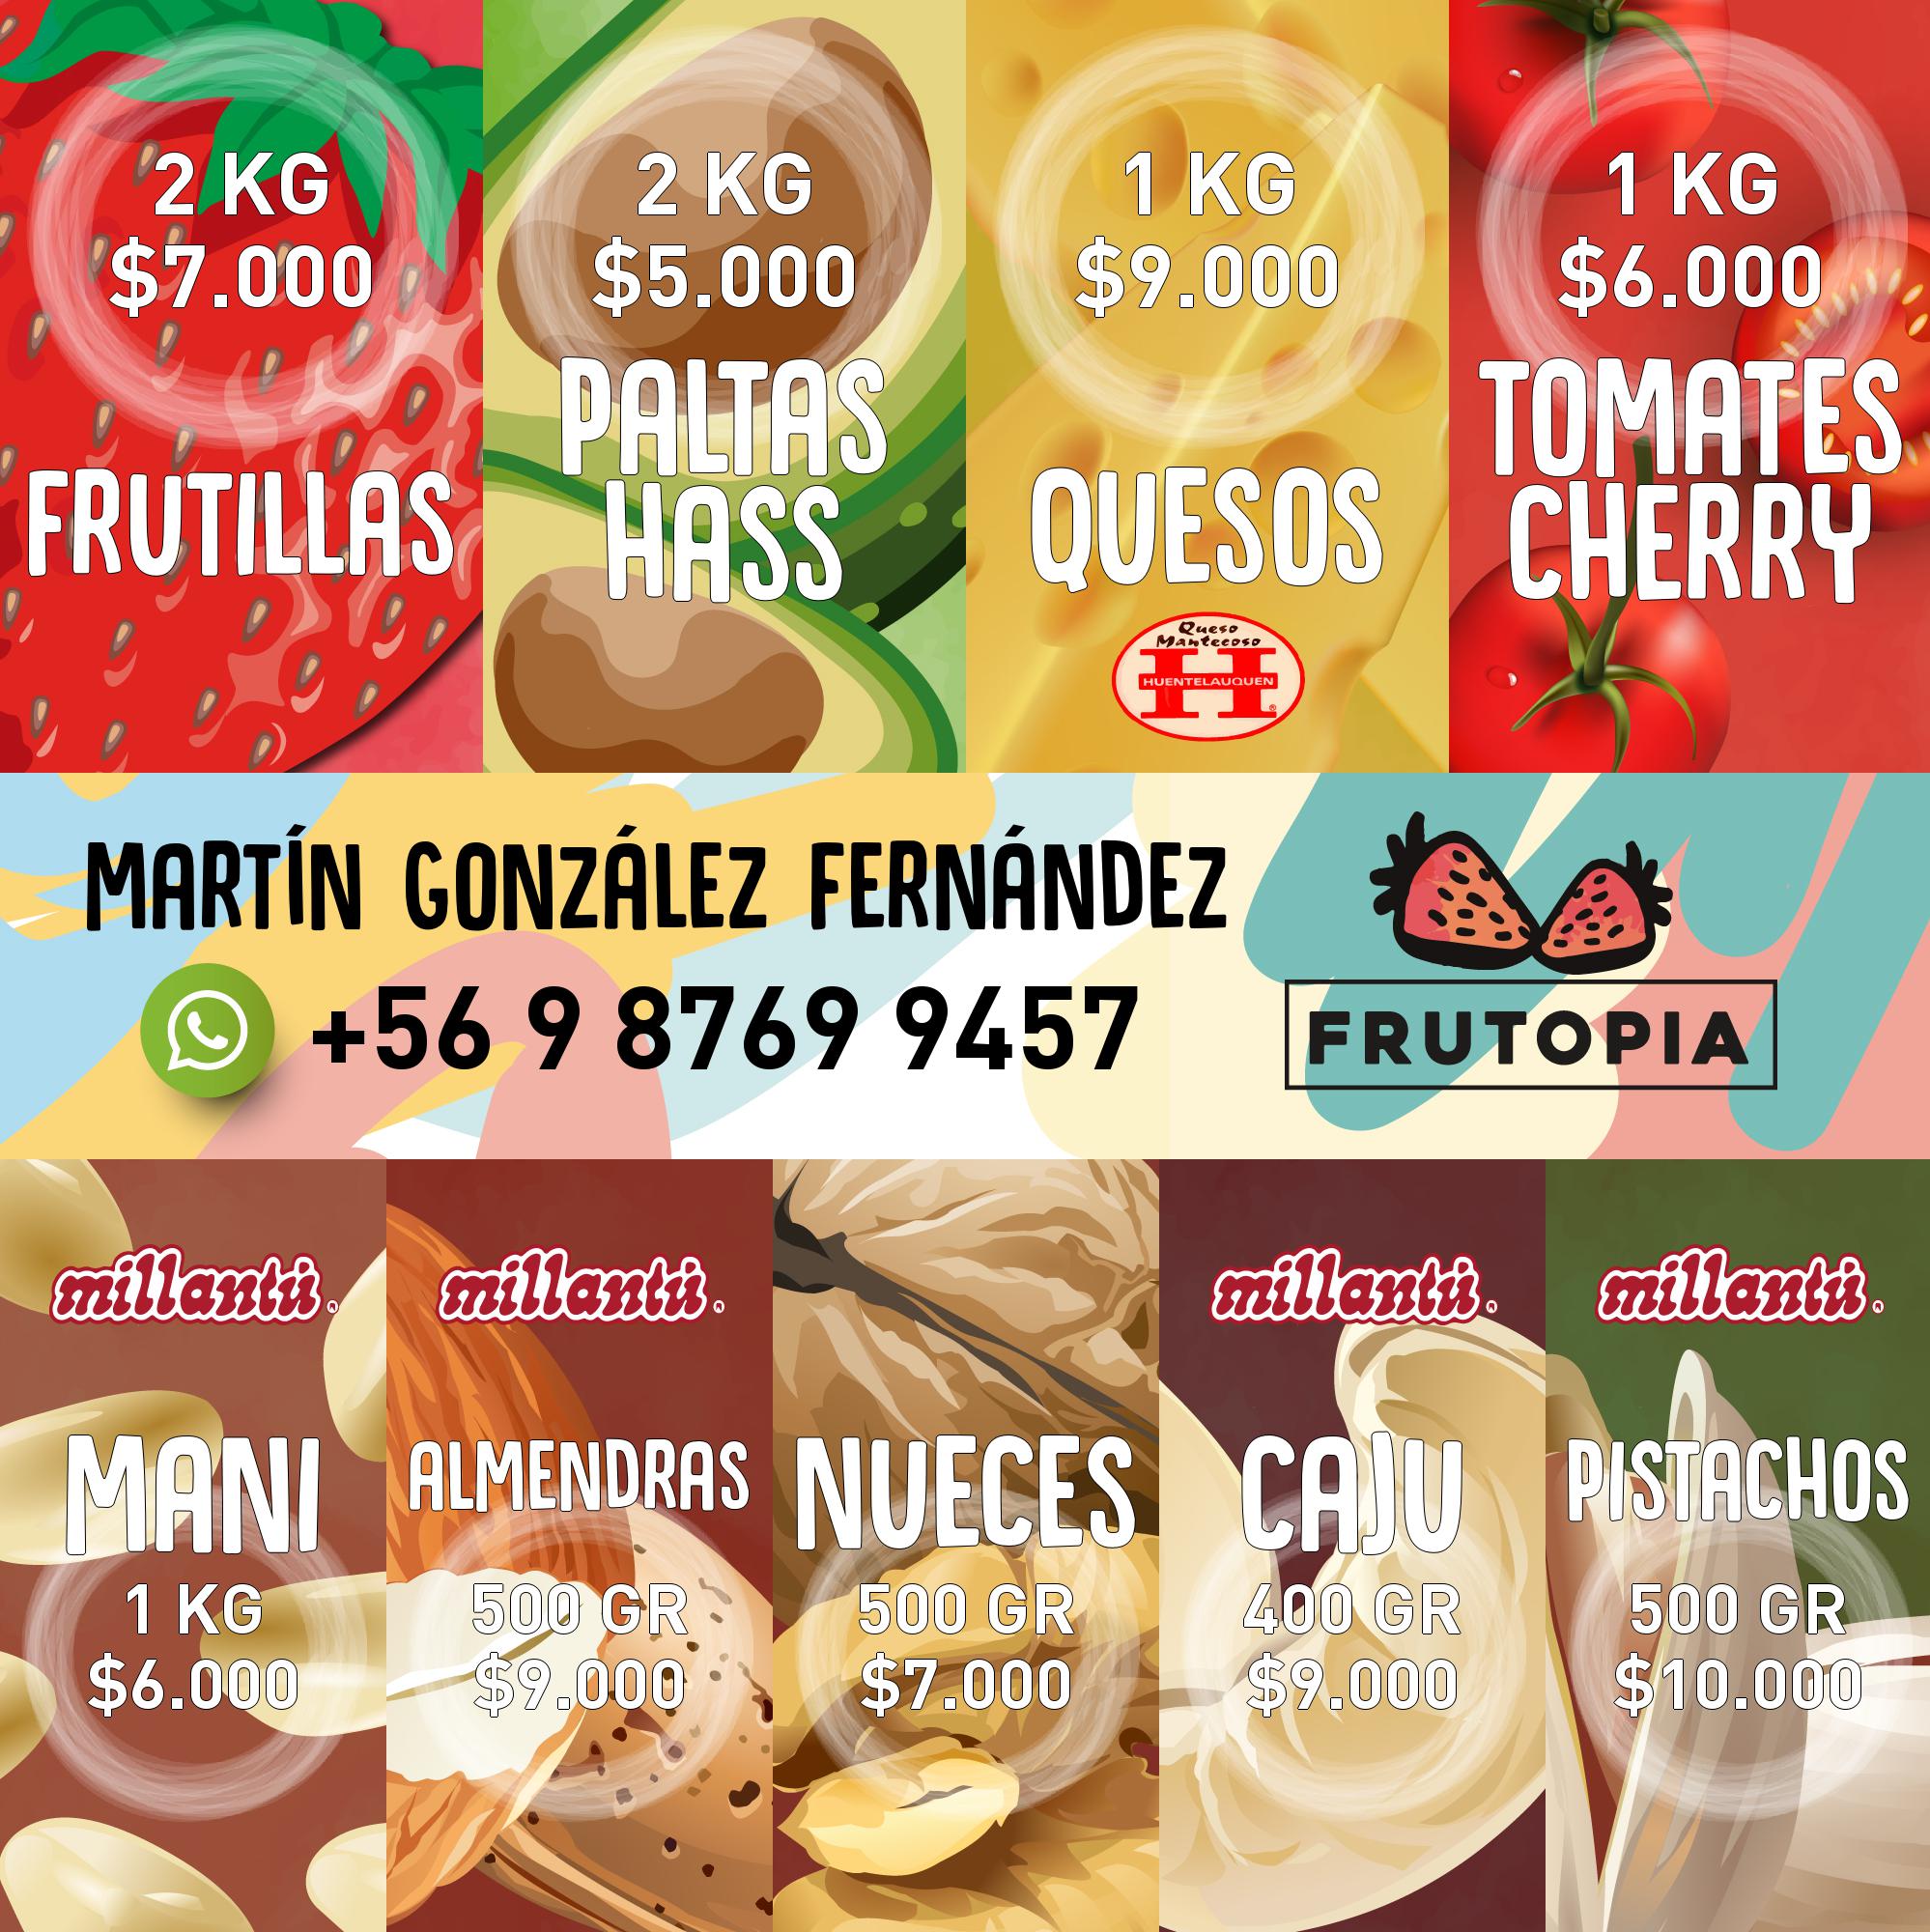 2 KG
$7.000
FRUTILLAS
2 KG
$5.000
PALTAS
HASS
1 KG
$9.000
QUESOS
Queso
Mantecoso
H
HUENTELAUQUEN
®
1 KG
$6.000
TOMATES
CHERRY
MARTÍN GONZÁLEZ FERNÁNDEZ
+56 9 8769 9457
FRUTOPIA
millantú®
MANI
1 KG
$6.000
millantú®
ALMENDRAS
500 GR
$9.000
NUECES
500 GR
$7.000
millantú®
CAJU
400 GR
$9.000
millantú®
PISTACHOS
500 GR
$10.000